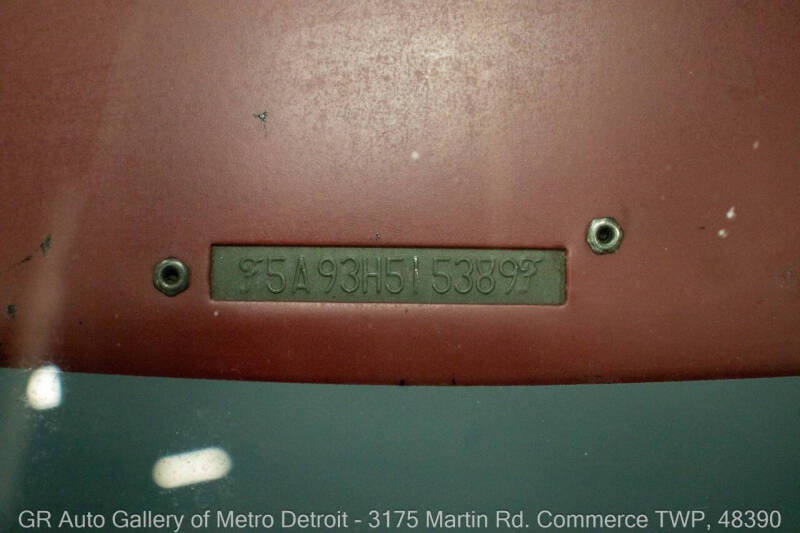 5A93H515389
GR Auto Gallery of Metro Detroit - 3175 Martin Rd. Commerce TWP, 48390